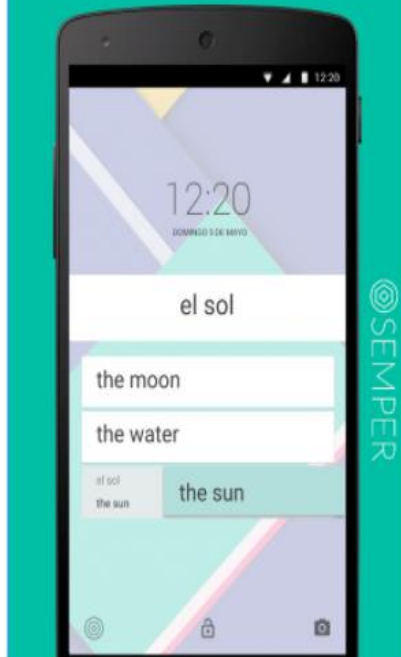 12:20
12:20
DOMINGO 5 DE MAYO
el sol
the moon
the water
el sol
the sun
the sun
SEMPER